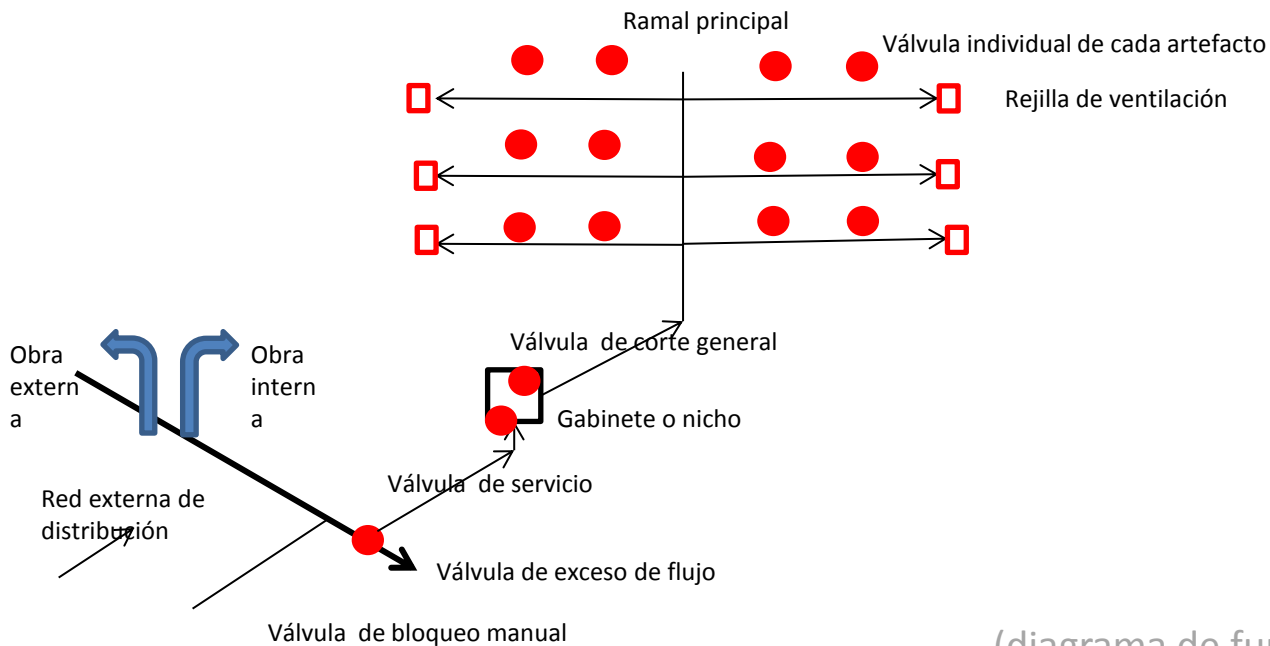 Ramal principal
Válvula individual de cada artefacto
Rejilla de ventilación
Válvula de corte general
Obra
extern
a
Obra
intern
a
Gabinete o nicho
Válvula de servicio
Red externa de
distribución
Válvula de exceso de flujo
Válvula de bloqueo manual
(diagrama de fu